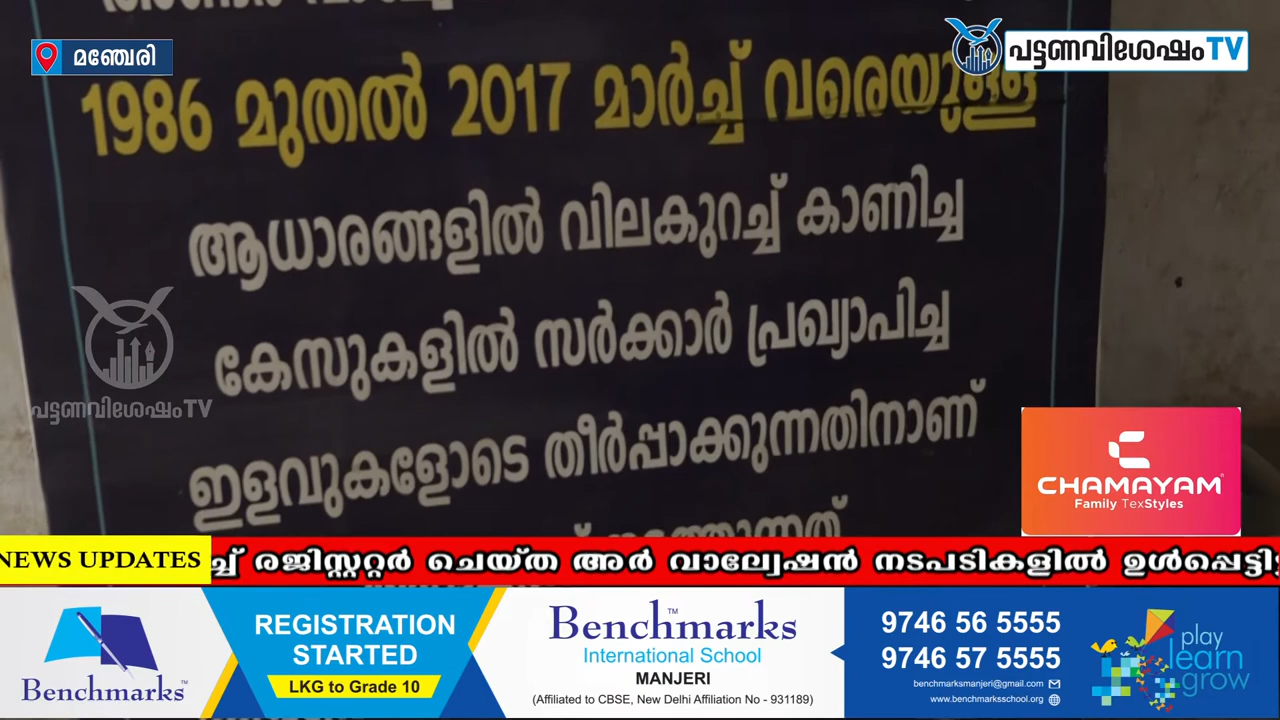 മഞ്ചേരി
പട്ടണവിശേഷംTV
1986 മുതൽ 2017 മാർച്ച് വരെയുള്ള
ആധാരങ്ങളിൽ വിലകുറച്ച് കാണിച്ച
കേസുകളിൽ സർക്കാർ പ്രഖ്യാപിച്ച
ഇളവുകളോടെ തീർപ്പാക്കുന്നതിനാണ്
പട്ടണവിശേഷംTV
CHAMAYAM
Family TexStyles
NEWS UPDATES
ച്ച് രജിസ്റ്റർ ചെയ്ത അർ വാല്വേഷൻ നടപടികളിൽ
Benchmarks™
REGISTRATION
STARTED
LKG to Grade 10
Benchmarks™
International School
MANJERI
(Affiliated to CBSE, New Delhi Affiliation No - 931189)
9746 56 5555
9746 57 5555
benchmarksmanjeri@gmail.com
www.benchmarksschool.org
play
learn
grow